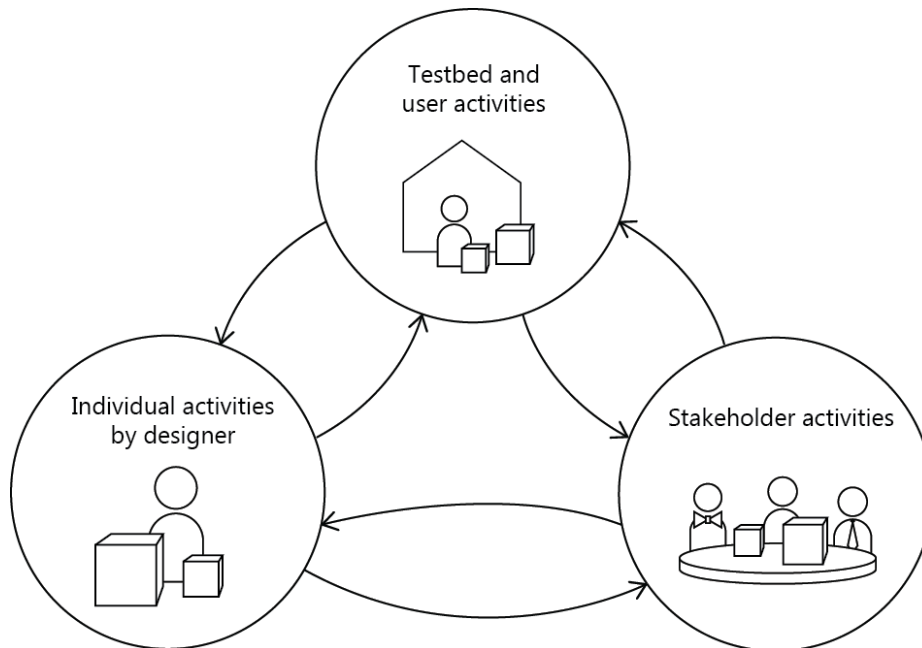 Testbed and
user activities
Individual activities
by designer
Stakeholder activities